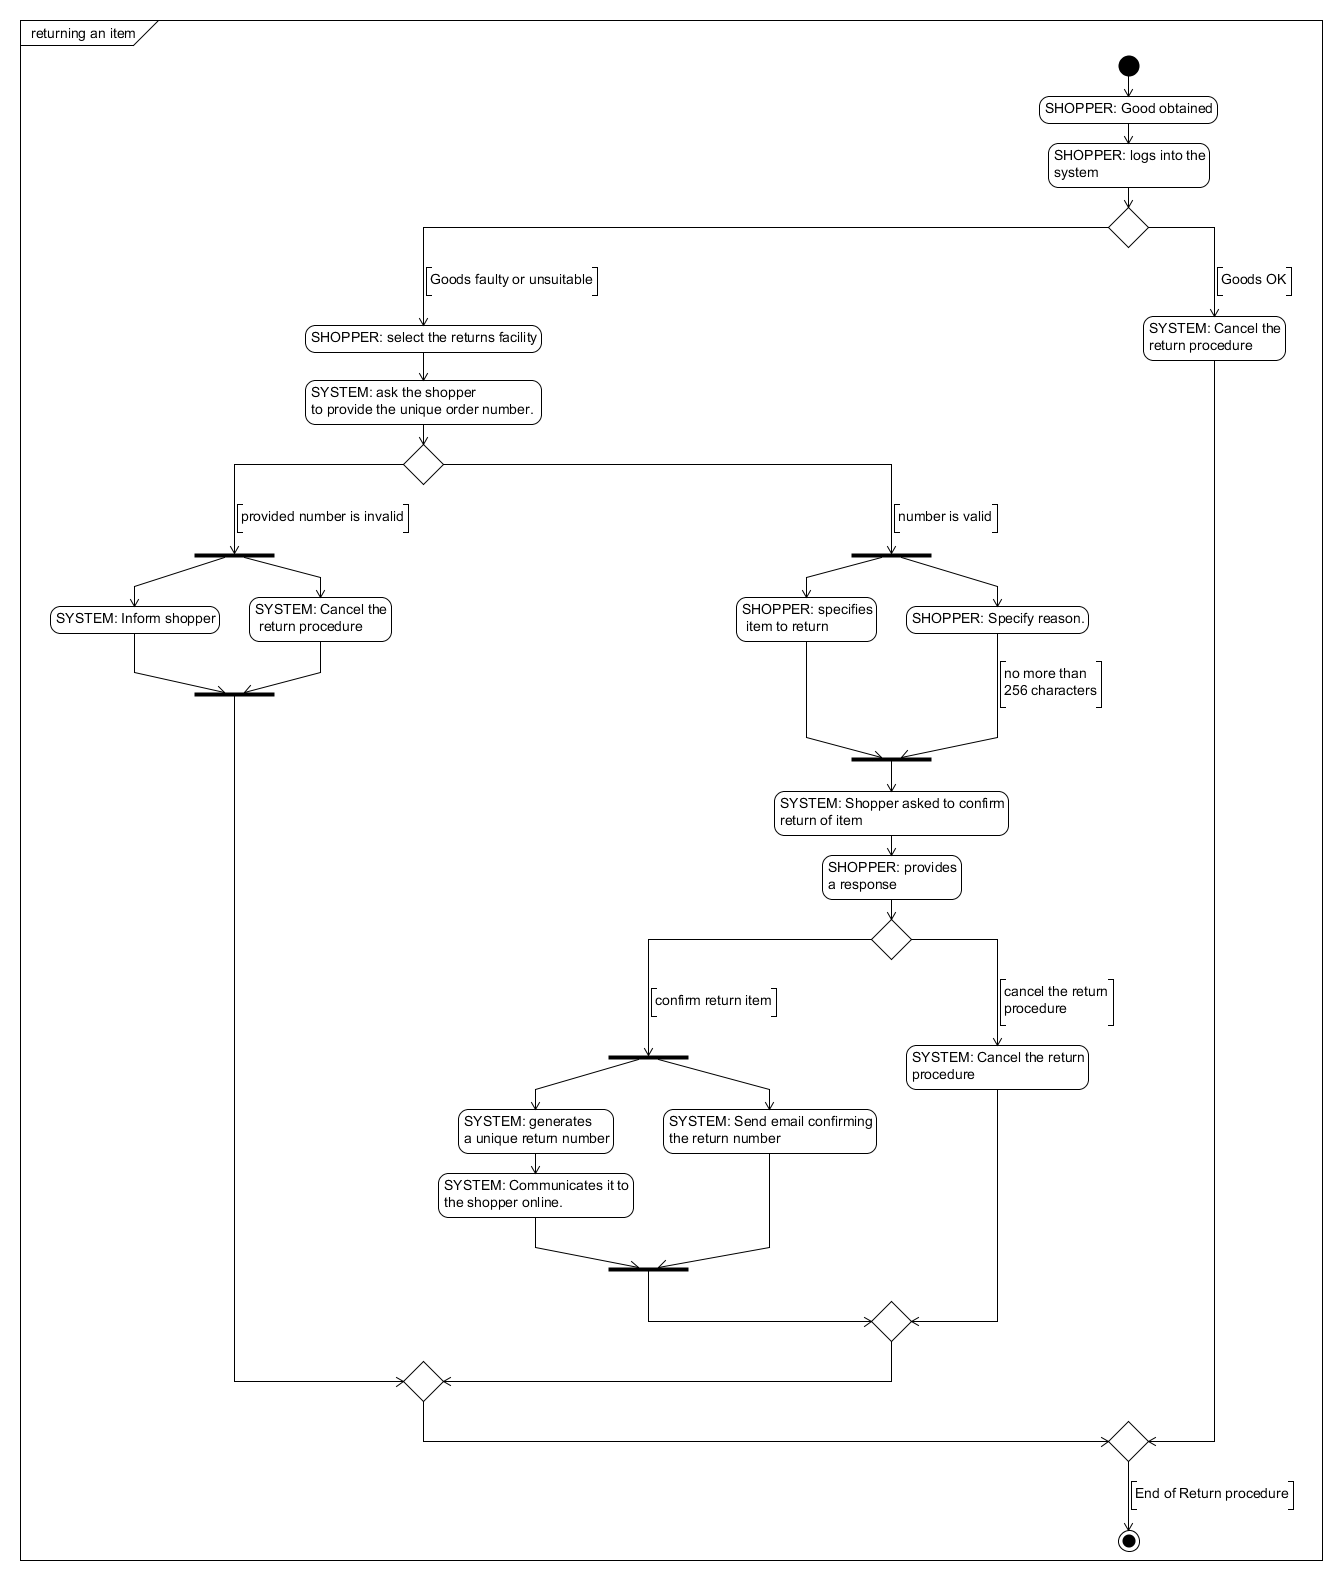 returning an item
SHOPPER: Good obtained
SHOPPER: logs into the
system
Goods faulty or unsuitable
Goods OK
SHOPPER: select the returns facility
SYSTEM: Cancel the
return procedure
SYSTEM: ask the shopper
to provide the unique order number.
provided number is invalid
number is valid
SYSTEM: Inform shopper
SYSTEM: Cancel the
return procedure
SHOPPER: specifies
item to return
SHOPPER: Specify reason.
no more than
256 characters
SYSTEM: Shopper asked to confirm
return of item
SHOPPER: provides
a response
confirm return item
cancel the return
procedure
SYSTEM: Cancel the return
procedure
SYSTEM: generates
a unique return number
SYSTEM: Send email confirming
the return number
SYSTEM: Communicates it to
the shopper online.
End of Return procedure